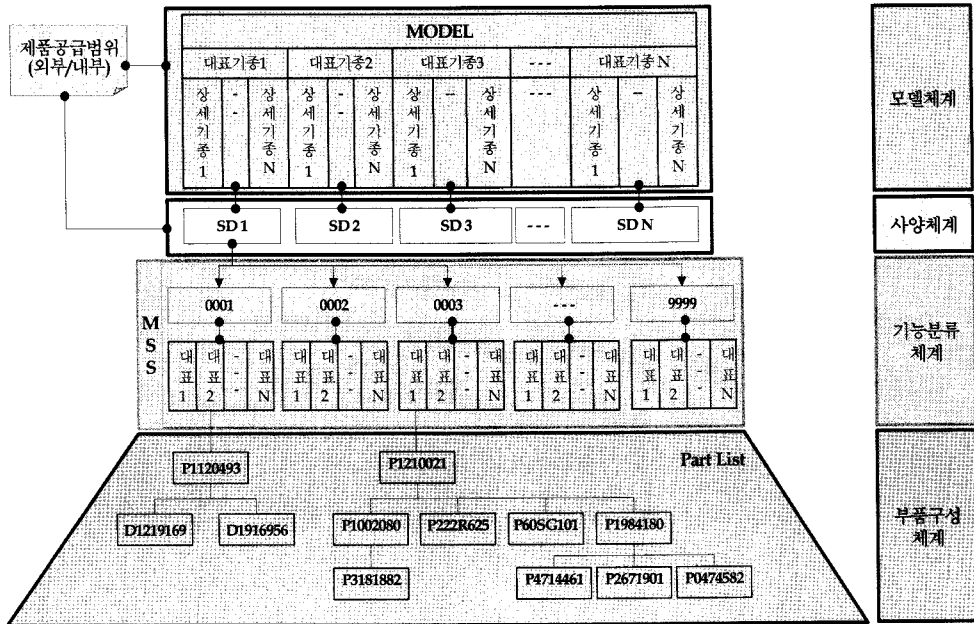 제품공급범위
(외부/내부)
MODEL
대표기종1 대표기종2 대표기종3 --- 대표기종 N
상세기종1 - - 상세기종N 상세기종1 - - 상세기종N 상세기종1 - 상세기종N --- 상세기종1 - 상세기종N
모델체계
SD 1 SD 2 SD 3 --- SD N
사양체계
MSS
0001 0002 0003 --- 9999
대표1 대표2 - - - 대표N 대표1 대표2 - - - 대표N 대표1 대표2 - - - 대표N 대표1 대표2 - - - 대표N 대표1 대표2 - - - 대표N
기능분류
체계
Part List
P1120493 P1210021
D1219169 D1916956 P1002080 P222R625 P60SG101 P1984180
P3181882 P4714461 P2671901 P0474582
부품구성
체계